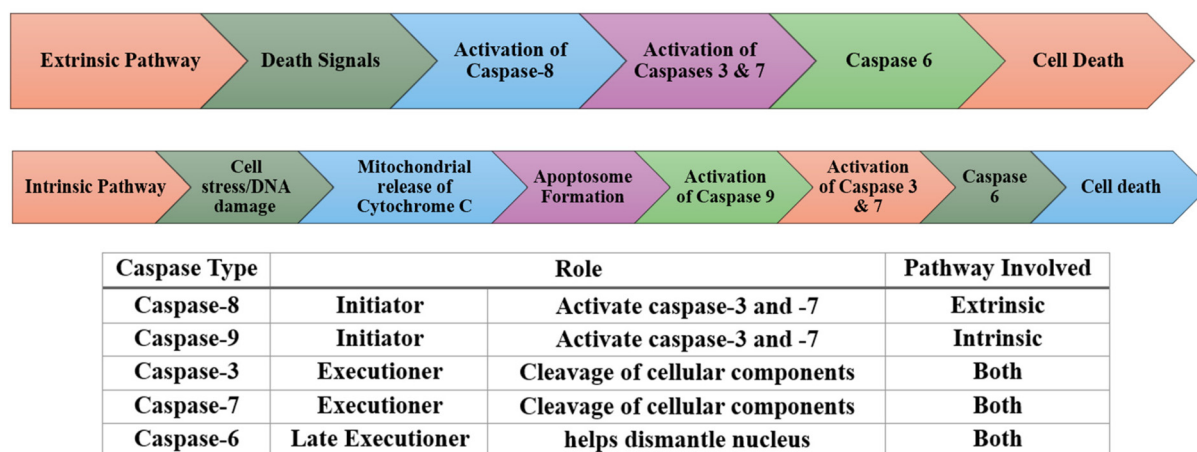 Extrinsic Pathway
Death Signals
Activation of
Caspase-8
Activation of
Caspases 3 & 7
Caspase 6
Cell Death
Intrinsic Pathway
Cell
stress/DNA
damage
Mitochondrial
release of
Cytochrome C
Apoptosome
Formation
Activation
of Caspase 9
Activation
of Caspase 3
& 7
Caspase
6
Cell death
Caspase Type Role Pathway Involved
Caspase-8 Initiator Activate caspase-3 and -7 Extrinsic
Caspase-9 Initiator Activate caspase-3 and -7 Intrinsic
Caspase-3 Executioner Cleavage of cellular components Both
Caspase-7 Executioner Cleavage of cellular components Both
Caspase-6 Late Executioner helps dismantle nucleus Both